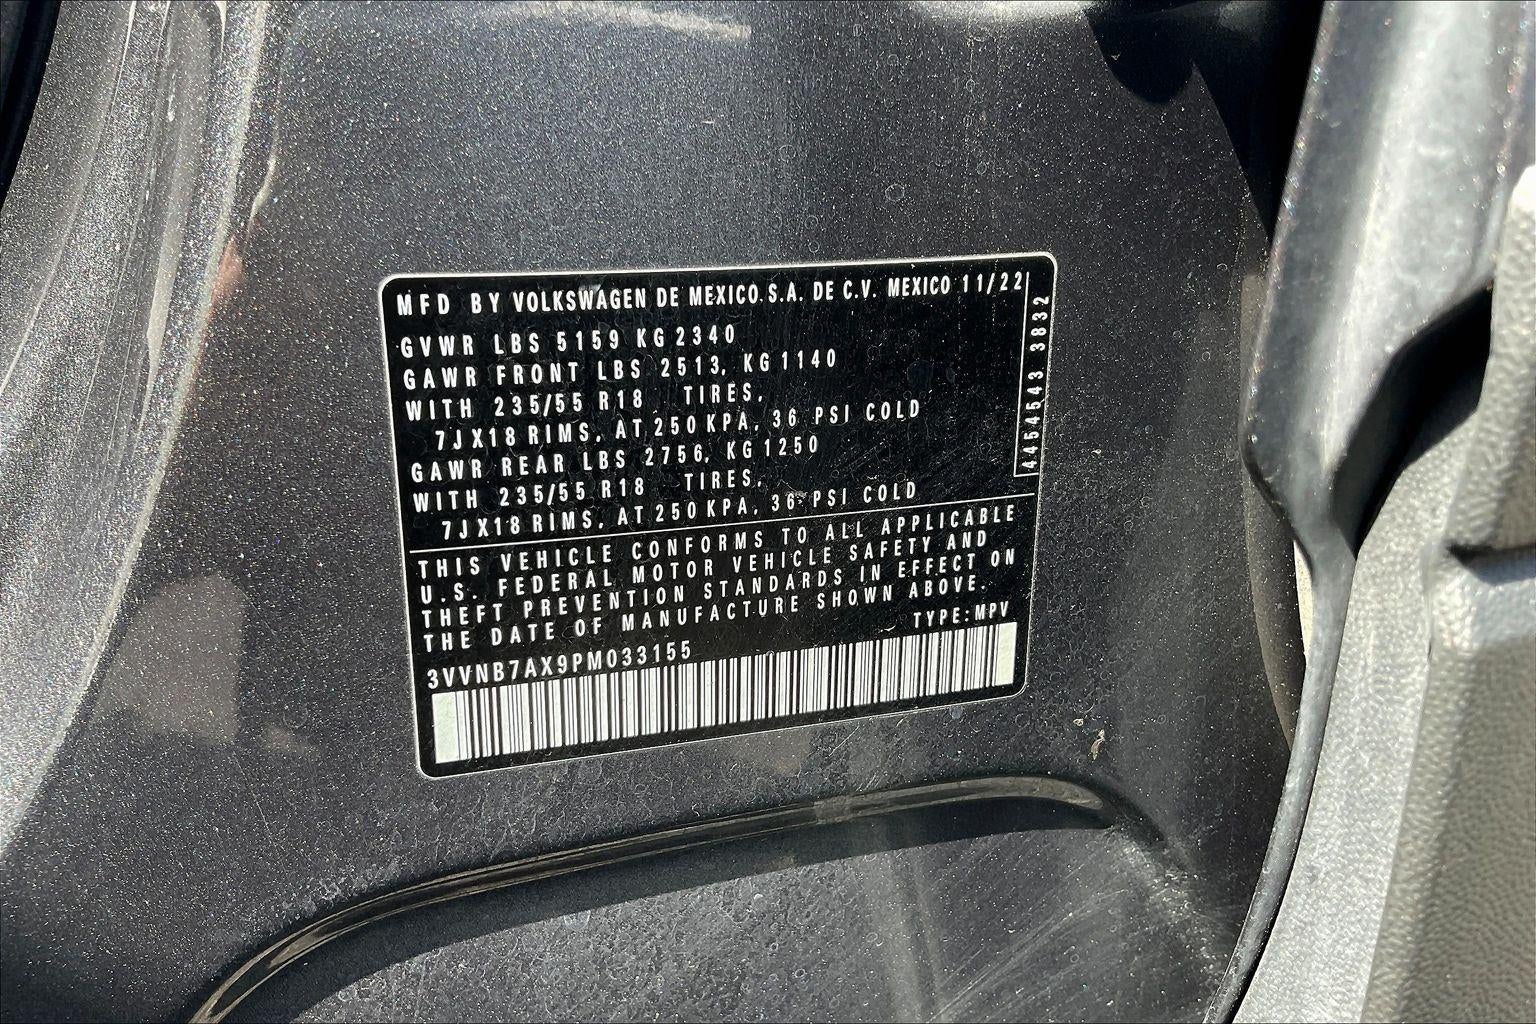 MFD BY VOLKSWAGEN DE MEXICO S.A. DE C.V. MEXICO 11/22
GVWR LBS 5159 KG 2340
GAWR FRONT LBS 2513, KG 1140
WITH 235/55 R18 TIRES,
7J X18 RIMS, AT 250 KPA, 36 PSI COLD
GAWR REAR LBS 2756, KG 1250
WITH 235/55 R18 TIRES,
7J X18 RIMS, AT 250 KPA, 36 PSI COLD
4454543 3832
THIS VEHICLE CONFORMS TO ALL APPLICABLE
U.S. FEDERAL MOTOR VEHICLE SAFETY AND
THEFT PREVENTION STANDARDS IN EFFECT ON
THE DATE OF MANUFACTURE SHOWN ABOVE.
TYPE: MPV
3VVNB7AX9PM033155